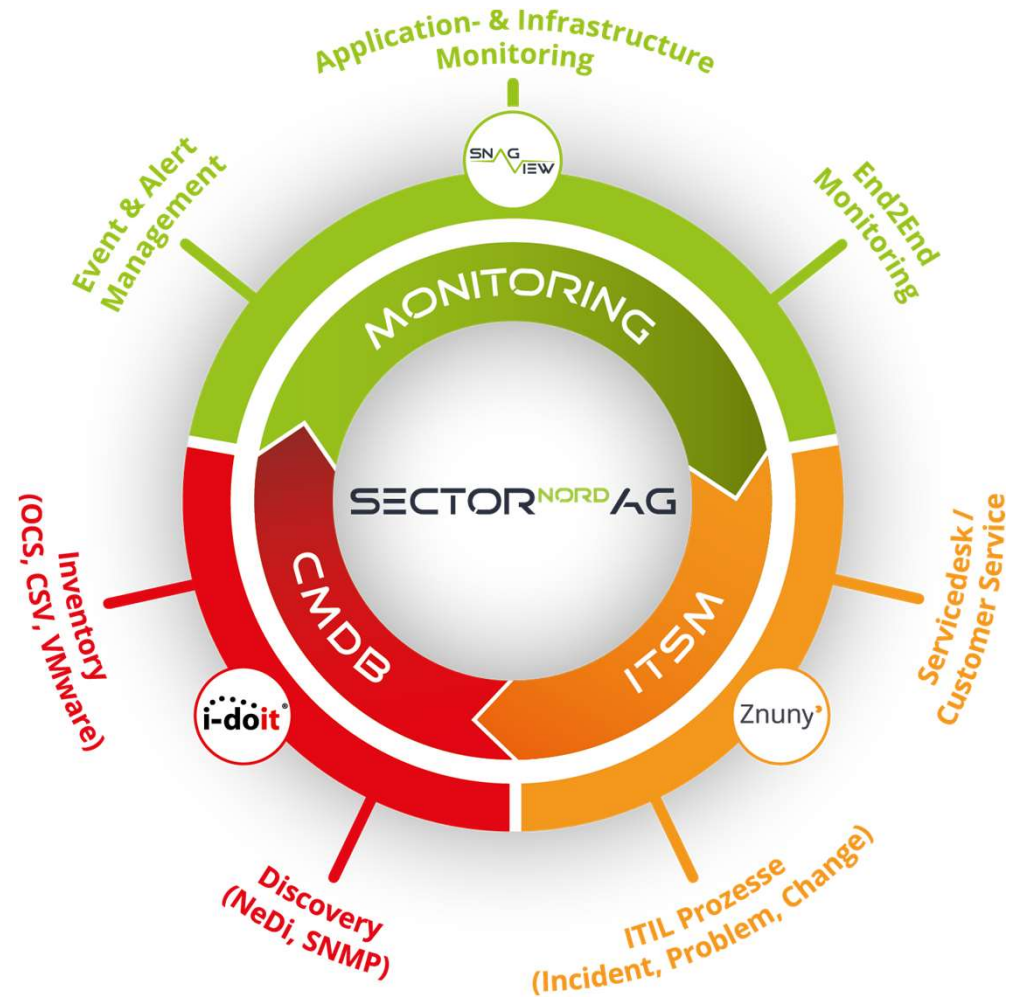 Application- & Infrastructure
Monitoring
SNAG
VIEW
Event & Alert
Management
End2End
Monitoring
MONITORING
SECTOR NORD AG
CMDB
ITSM
Inventory
(OCS, CSV, VMware)
Servicedesk /
Customer Service
i-doit®
Znuny
Discovery
(NeDi, SNMP)
ITIL Prozesse
(Incident, Problem, Change)